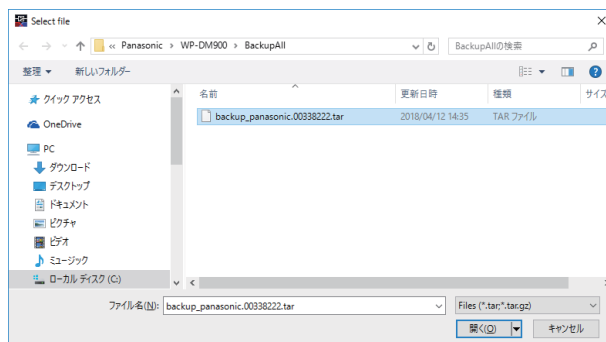 Select file
« Panasonic > WP-DM900 > BackupAll
BackupAllの検索
整理 ▼ 新しいフォルダー
名前 更新日時 種類 サイズ
backup_panasonic.00338222.tar 2018/04/12 14:35 TAR ファイル
クイック アクセス
OneDrive
PC
ダウンロード
デスクトップ
ドキュメント
ピクチャ
ビデオ
ミュージック
ローカル ディスク (C:)
ファイル名(N): backup_panasonic.00338222.tar Files (*.tar;*.tar.gz)
開く(O) キャンセル